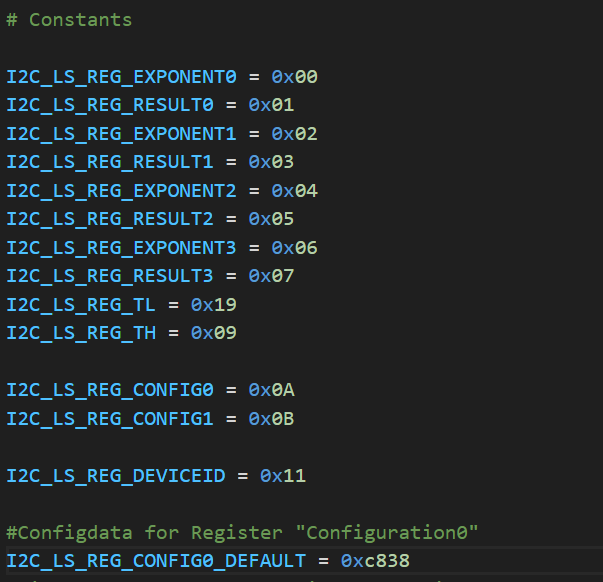 # Constants
I2C_LS_REG_EXPONENT0 = 0x00
I2C_LS_REG_RESULT0 = 0x01
I2C_LS_REG_EXPONENT1 = 0x02
I2C_LS_REG_RESULT1 = 0x03
I2C_LS_REG_EXPONENT2 = 0x04
I2C_LS_REG_RESULT2 = 0x05
I2C_LS_REG_EXPONENT3 = 0x06
I2C_LS_REG_RESULT3 = 0x07
I2C_LS_REG_TL = 0x19
I2C_LS_REG_TH = 0x09
I2C_LS_REG_CONFIG0 = 0x0A
I2C_LS_REG_CONFIG1 = 0x0B
I2C_LS_REG_DEVICEID = 0x11
#Configdata for Register "Configuration0"
I2C_LS_REG_CONFIG0_DEFAULT = 0xc838